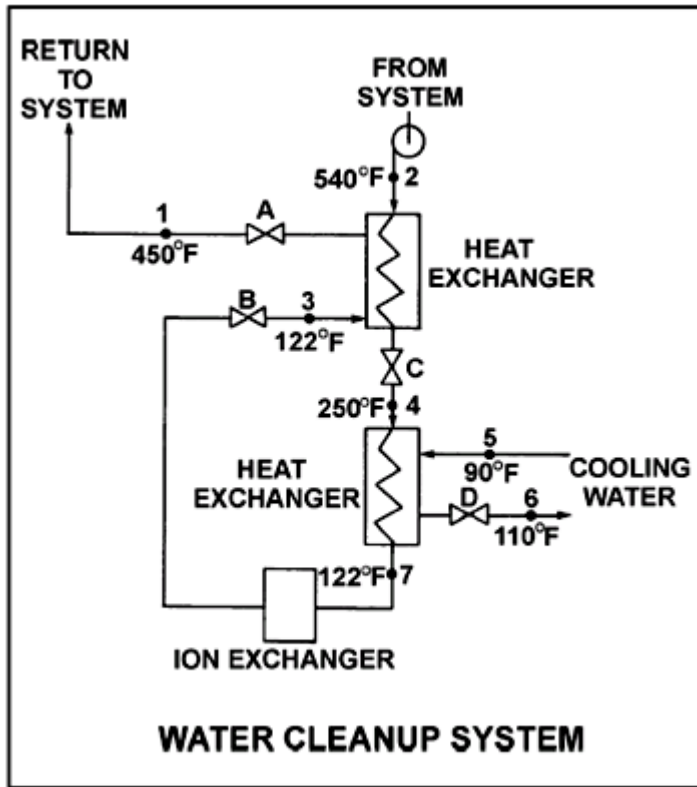 RETURN
TO
SYSTEM
FROM
SYSTEM
540°F 2
1
A
450°F
HEAT
EXCHANGER
B
3
122°F
C
250°F 4
HEAT
EXCHANGER
5
90°F
COOLING
WATER
D
6
110°F
122°F 7
ION EXCHANGER
WATER CLEANUP SYSTEM